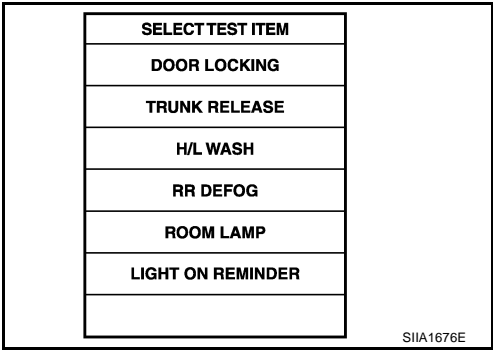 SELECT TEST ITEM
DOOR LOCKING
TRUNK RELEASE
H/L WASH
RR DEFOG
ROOM LAMP
LIGHT ON REMINDER
SIIA1676E